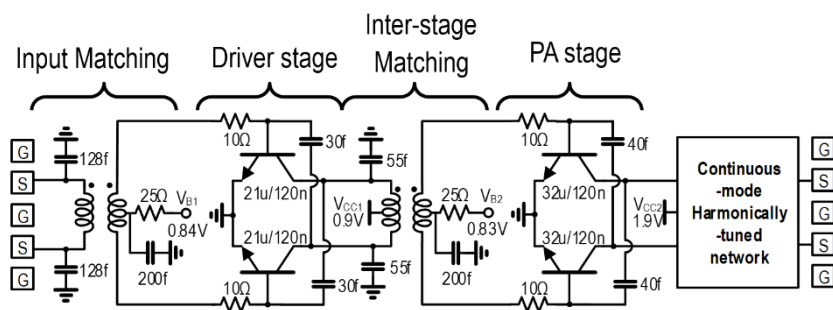 Input Matching
Driver stage
Inter-stage
Matching
PA stage
G
S
G
S
G
128f
128f
25Ω
V_B1
0.84V
200f
10Ω
10Ω
30f
30f
21u/120n
21u/120n
55f
55f
V_CC1
0.9V
25Ω
V_B2
0.83V
200f
10Ω
10Ω
40f
40f
32u/120n
32u/120n
V_CC2
1.9V
Continuous
-mode
Harmonically
-tuned
network
G
S
G
S
G